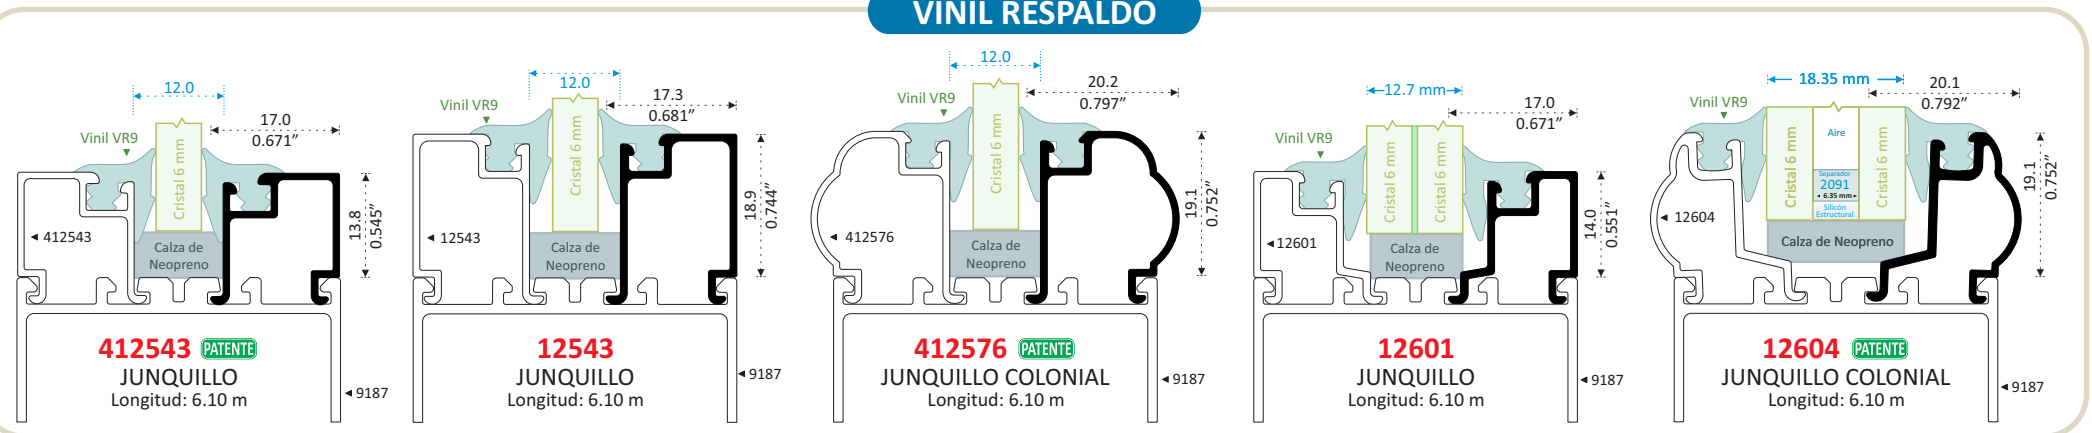 VINIL RESPALDO
12.0
Vinil VR9
17.0
0.671”
Cristal 6 mm
13.8
0.545”
412543
Calza de
Neopreno
412543 PATENTE
JUNQUILLO
Longitud: 6.10 m
9187
12.0
Vinil VR9
17.3
0.681”
Cristal 6 mm
18.9
0.744”
12543
Calza de
Neopreno
12543
JUNQUILLO
Longitud: 6.10 m
9187
12.0
Vinil VR9
20.2
0.797”
Cristal 6 mm
19.1
0.752”
412576
Calza de
Neopreno
412576 PATENTE
JUNQUILLO COLONIAL
Longitud: 6.10 m
9187
12.7 mm
Vinil VR9
17.0
0.671”
Cristal 6 mm
Cristal 6 mm
14.0
0.551”
12601
Calza de
Neopreno
12601
JUNQUILLO
Longitud: 6.10 m
9187
18.35 mm
Vinil VR9
20.1
0.792”
Cristal 6 mm
Aire
Separador
2091
6.35 mm
Silicón
Estructural
Cristal 6 mm
19.1
0.752”
12604
Calza de Neopreno
12604 PATENTE
JUNQUILLO COLONIAL
Longitud: 6.10 m
9187